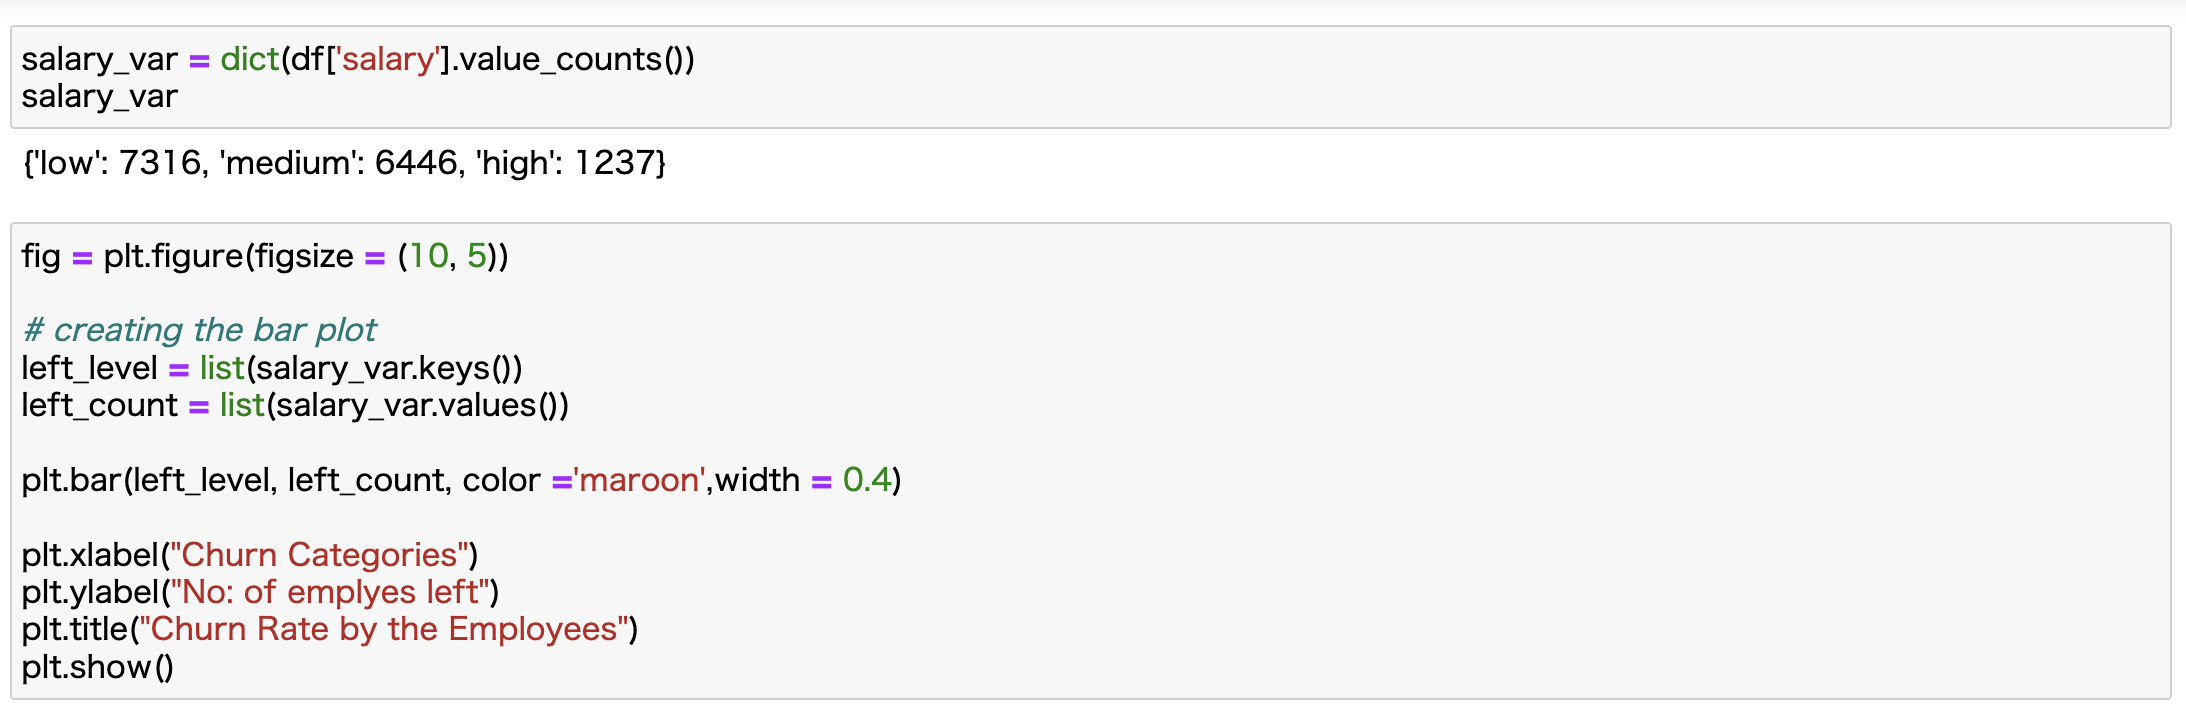 salary_var = dict(df['salary'].value_counts())
salary_var
{'low': 7316, 'medium': 6446, 'high': 1237}
fig = plt.figure(figsize = (10, 5))
# creating the bar plot
left_level = list(salary_var.keys())
left_count = list(salary_var.values())
plt.bar(left_level, left_count, color ='maroon',width = 0.4)
plt.xlabel("Churn Categories")
plt.ylabel("No: of emplyes left")
plt.title("Churn Rate by the Employees")
plt.show()